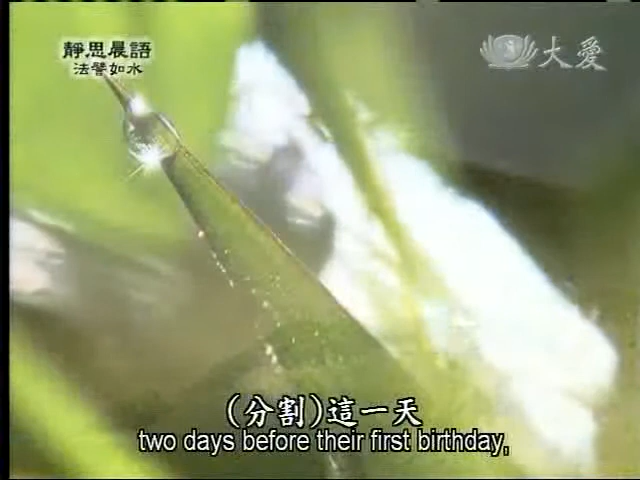 靜思晨語
法譬如水
大愛
(分割)這一天
two days before their first birthday,